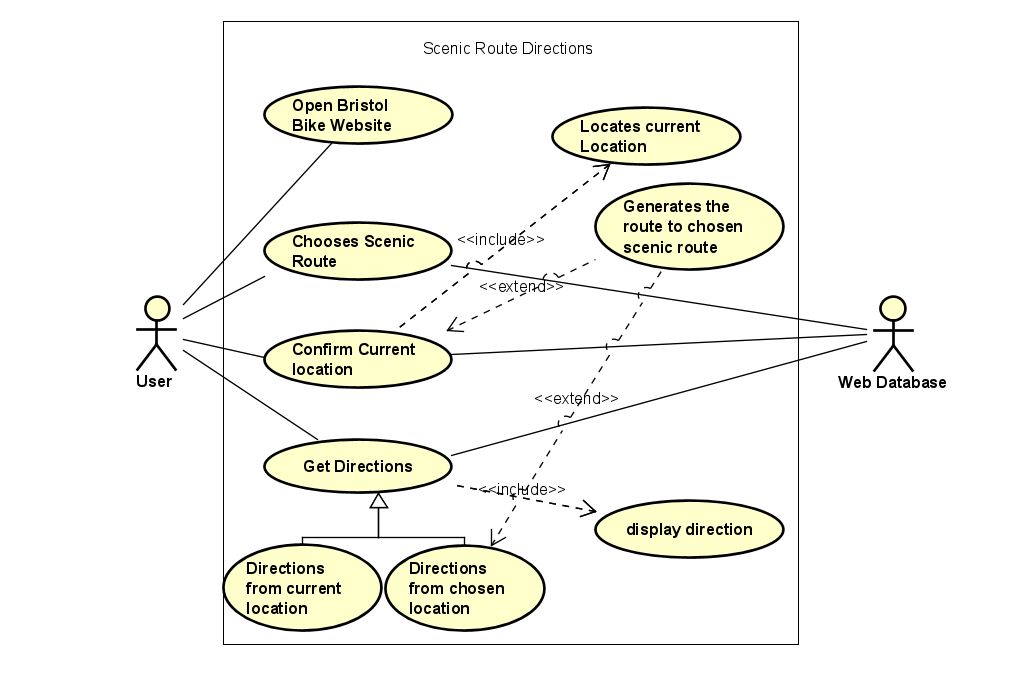 Scenic Route Directions
Open Bristol
Bike Website
Locates current
Location
Generates the
route to chosen
scenic route
Chooses Scenic
Route
<<include>>
<<extend>>
Confirm Current
location
User
Web Database
<<extend>>
Get Directions
<<include>>
display direction
Directions
from current
location
Directions
from chosen
location